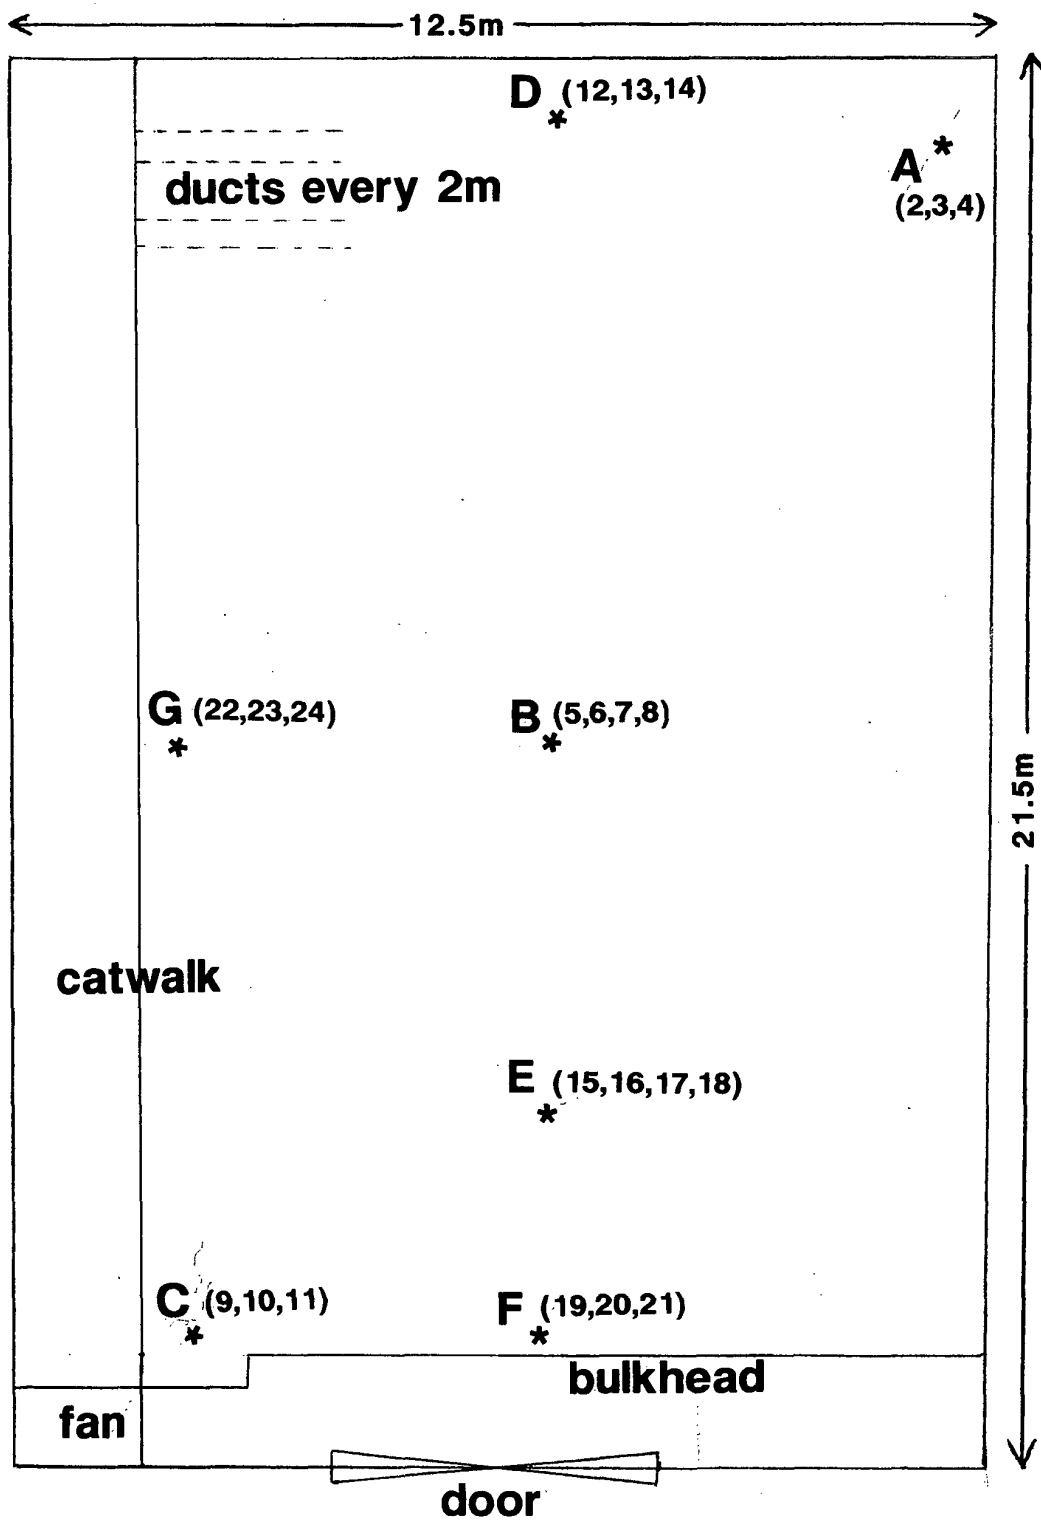 12.5m
D (12,13,14)
A
(2,3,4)
ducts every 2m
G (22,23,24)
B (5,6,7,8)
21.5m
catwalk
E (15,16,17,18)
C (9,10,11)
F (19,20,21)
bulkhead
fan
door